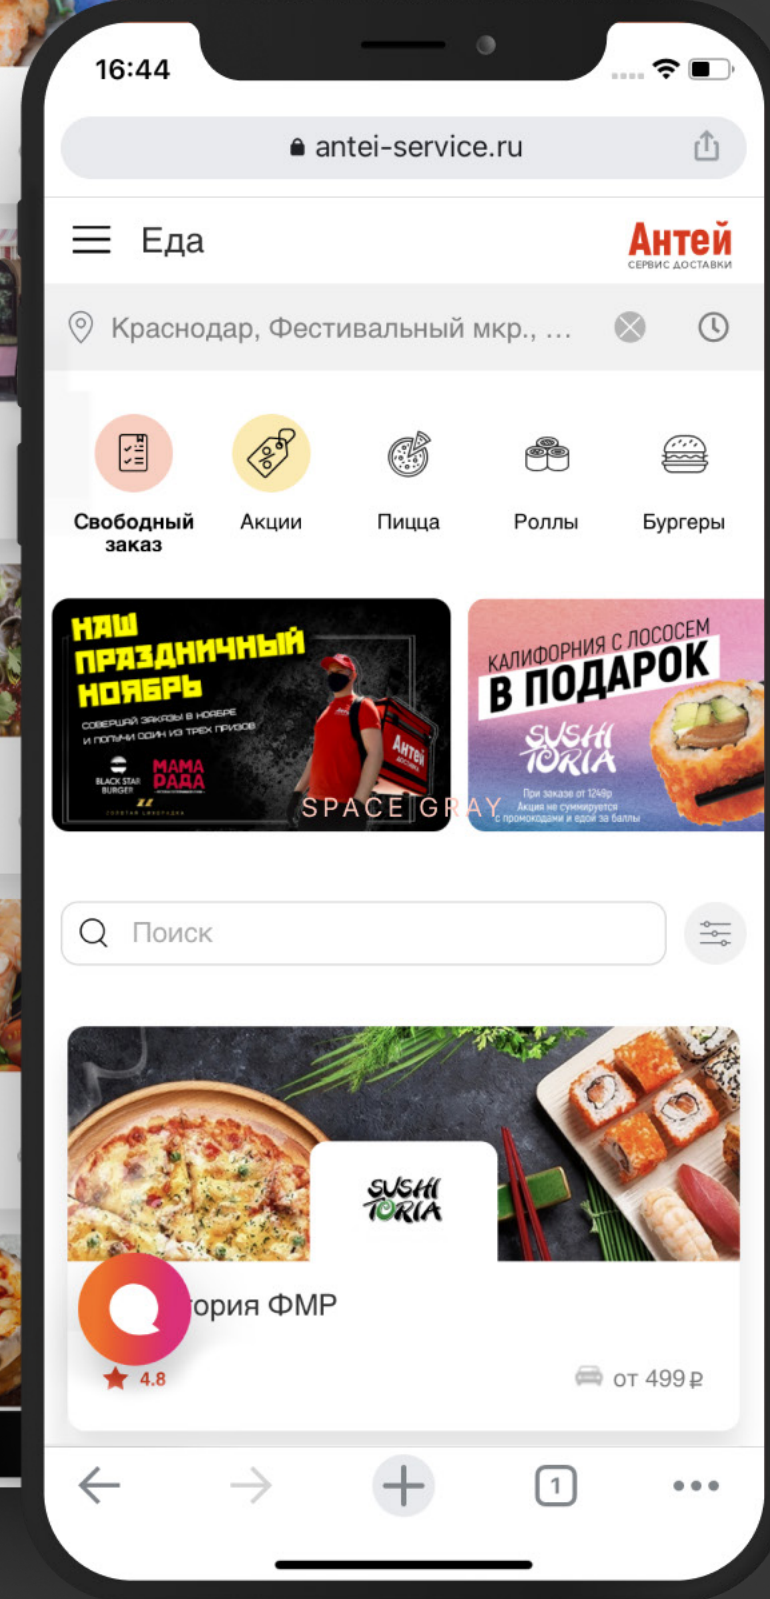 16:44
antei-service.ru
Еда
Антей
СЕРВИС ДОСТАВКИ
Краснодар, Фестивальный мкр., ...
Свободный
заказ
Акции
Пицца
Роллы
Бургеры
НАШ
ПРАЗДНИЧНЫЙ
НОЯБРЬ
СОВЕРШАЙ ЗАКАЗЫ В НОЯБРЕ
И ПОЛУЧИ ОДИН ИЗ ТРЕХ ПРИЗОВ
BLACK STAR
BURGER
МАМА
РАДА
Антей
ДОСТАВКА
КАЛИФОРНИЯ С ЛОСОСЕМ
В ПОДАРОК
SUSHI
TORIA
При заказе от 1249р
Акция не суммируется
с промокодами и едой за баллы
SPACE GRAY
Поиск
SUSHI
TORIA
ория ФМР
4.8
от 499 ₽
1